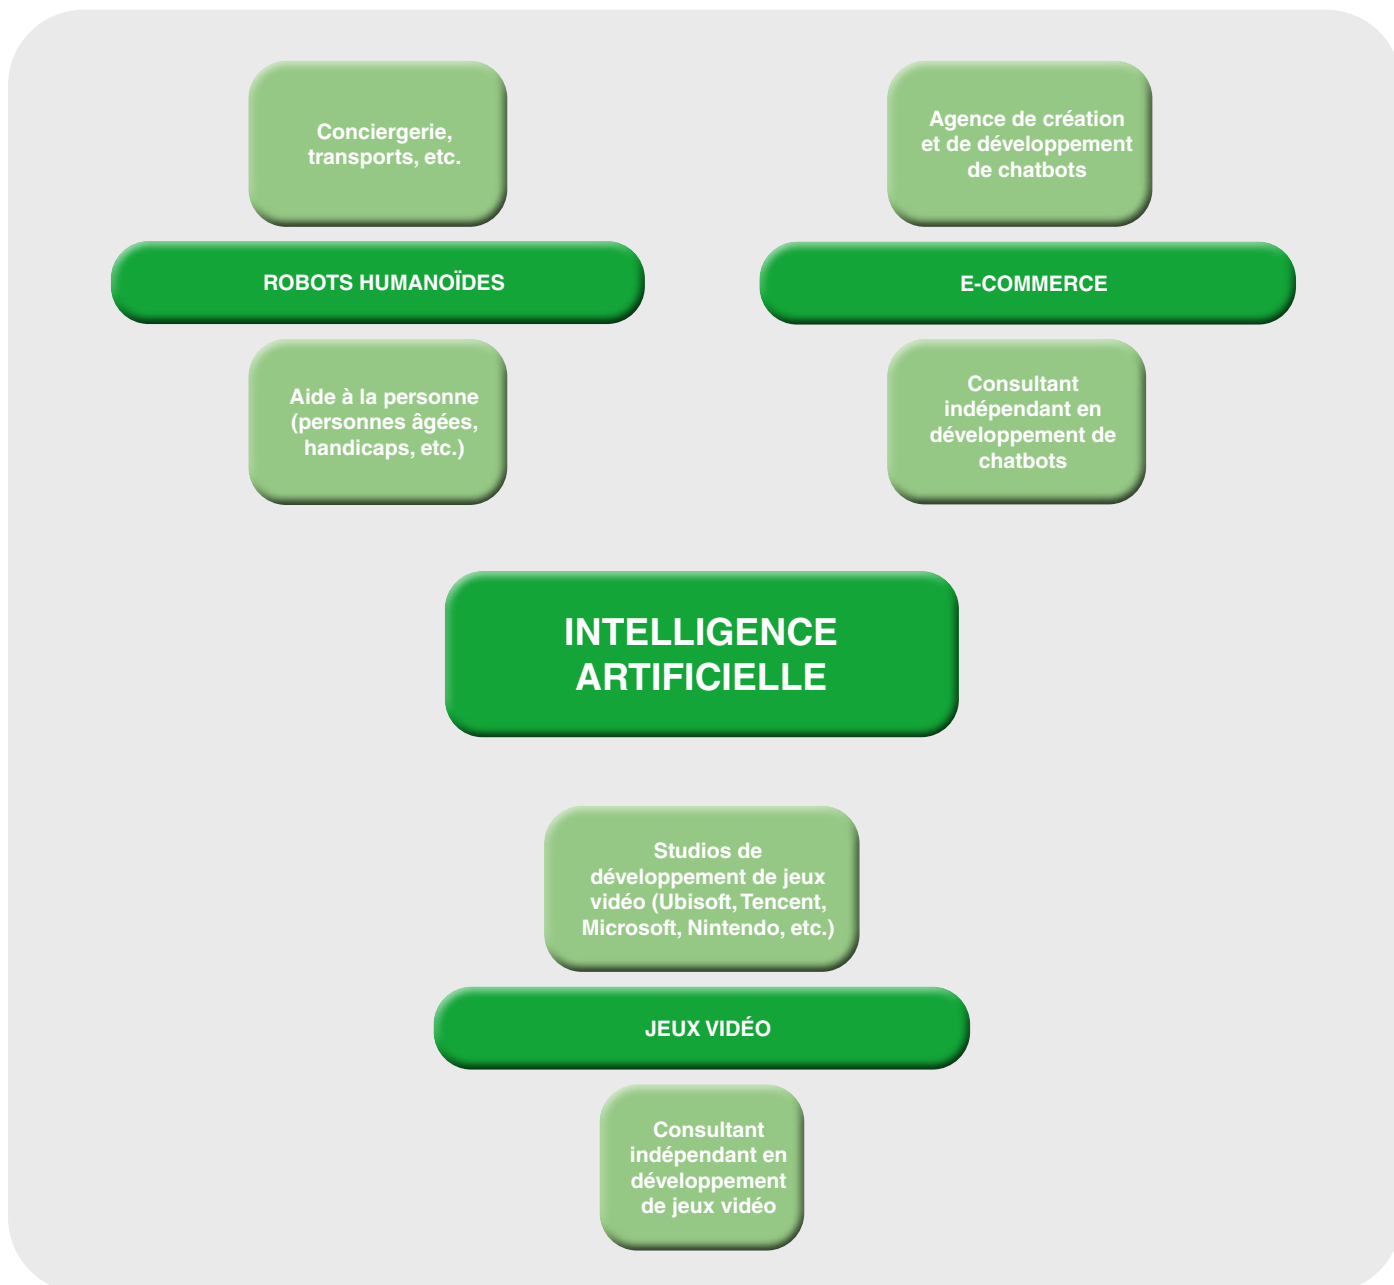 Conciergerie,
transports, etc.
ROBOTS HUMANOÏDES
Aide à la personne
(personnes âgées,
handicaps, etc.)
Agence de création
et de développement
de chatbots
E-COMMERCE
Consultant
indépendant en
développement de
chatbots
INTELLIGENCE
ARTIFICIELLE
Studios de
développement de jeux
vidéo (Ubisoft, Tencent,
Microsoft, Nintendo, etc.)
JEUX VIDÉO
Consultant
indépendant en
développement
de jeux vidéo